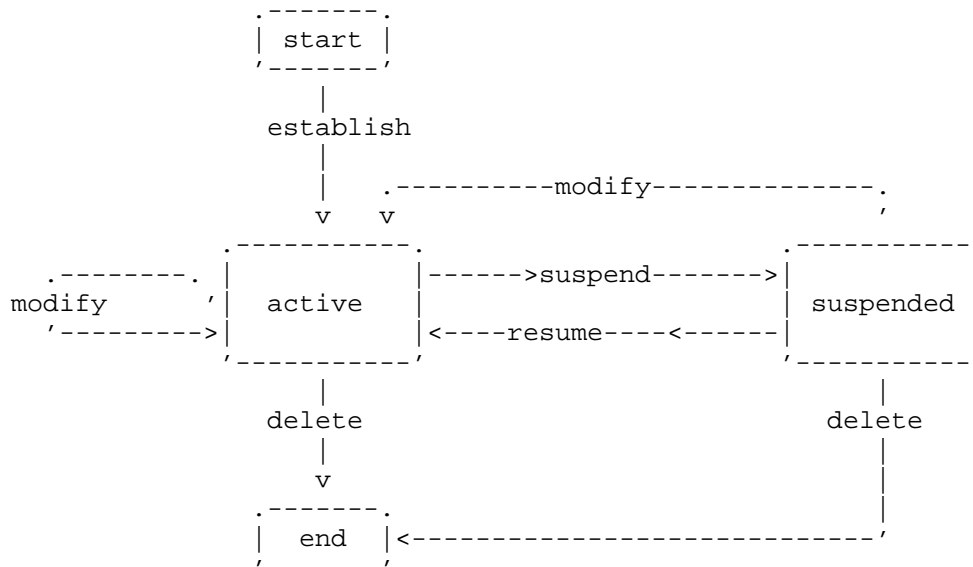 start
establish
modify
suspend
modify active suspended
resume
delete delete
end